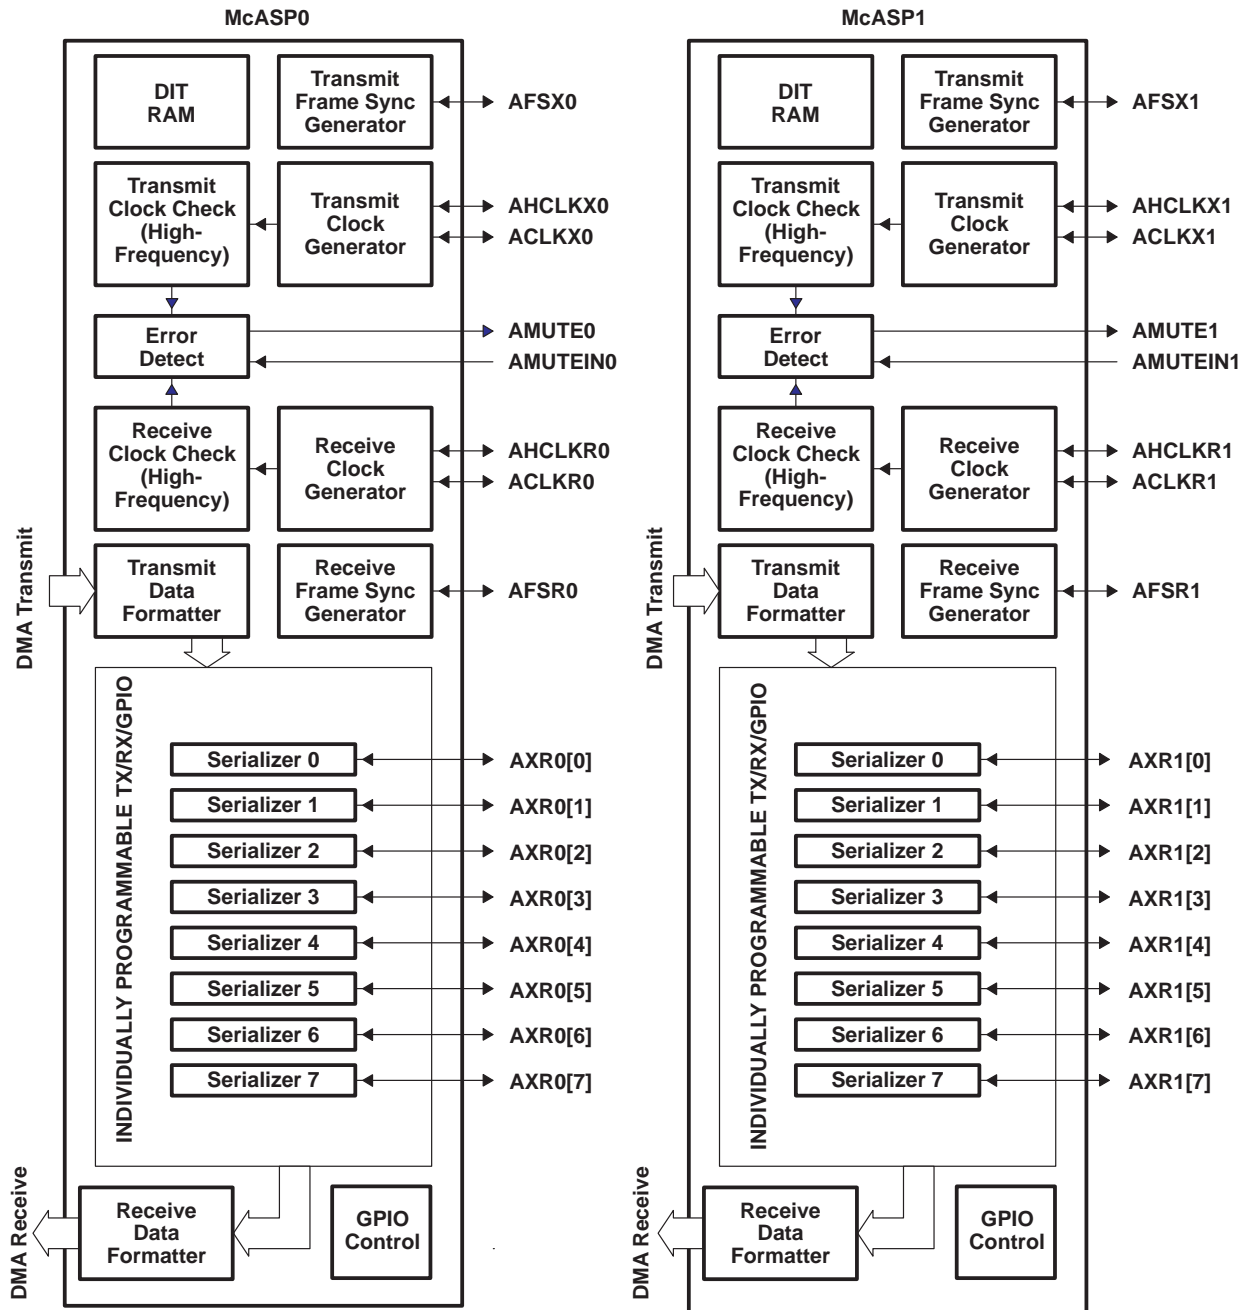 McASP0
DIT
RAM
Transmit
Frame Sync
Generator
AFSX0
Transmit
Clock Check
(High-
Frequency)
Transmit
Clock
Generator
AHCLKX0
ACLKX0
Error
Detect
AMUTE0
AMUTEIN0
Receive
Clock Check
(High-
Frequency)
Receive
Clock
Generator
AHCLKR0
ACLKR0
DMA Transmit
Transmit
Data
Formatter
Receive
Frame Sync
Generator
AFSR0
INDIVIDUALLY PROGRAMMABLE TX/RX/GPIO
Serializer 0
AXR0[0]
Serializer 1
AXR0[1]
Serializer 2
AXR0[2]
Serializer 3
AXR0[3]
Serializer 4
AXR0[4]
Serializer 5
AXR0[5]
Serializer 6
AXR0[6]
Serializer 7
AXR0[7]
DMA Receive
Receive
Data
Formatter
GPIO
Control
McASP1
DIT
RAM
Transmit
Frame Sync
Generator
AFSX1
Transmit
Clock Check
(High-
Frequency)
Transmit
Clock
Generator
AHCLKX1
ACLKX1
Error
Detect
AMUTE1
AMUTEIN1
Receive
Clock Check
(High-
Frequency)
Receive
Clock
Generator
AHCLKR1
ACLKR1
DMA Transmit
Transmit
Data
Formatter
Receive
Frame Sync
Generator
AFSR1
INDIVIDUALLY PROGRAMMABLE TX/RX/GPIO
Serializer 0
AXR1[0]
Serializer 1
AXR1[1]
Serializer 2
AXR1[2]
Serializer 3
AXR1[3]
Serializer 4
AXR1[4]
Serializer 5
AXR1[5]
Serializer 6
AXR1[6]
Serializer 7
AXR1[7]
DMA Receive
Receive
Data
Formatter
GPIO
Control